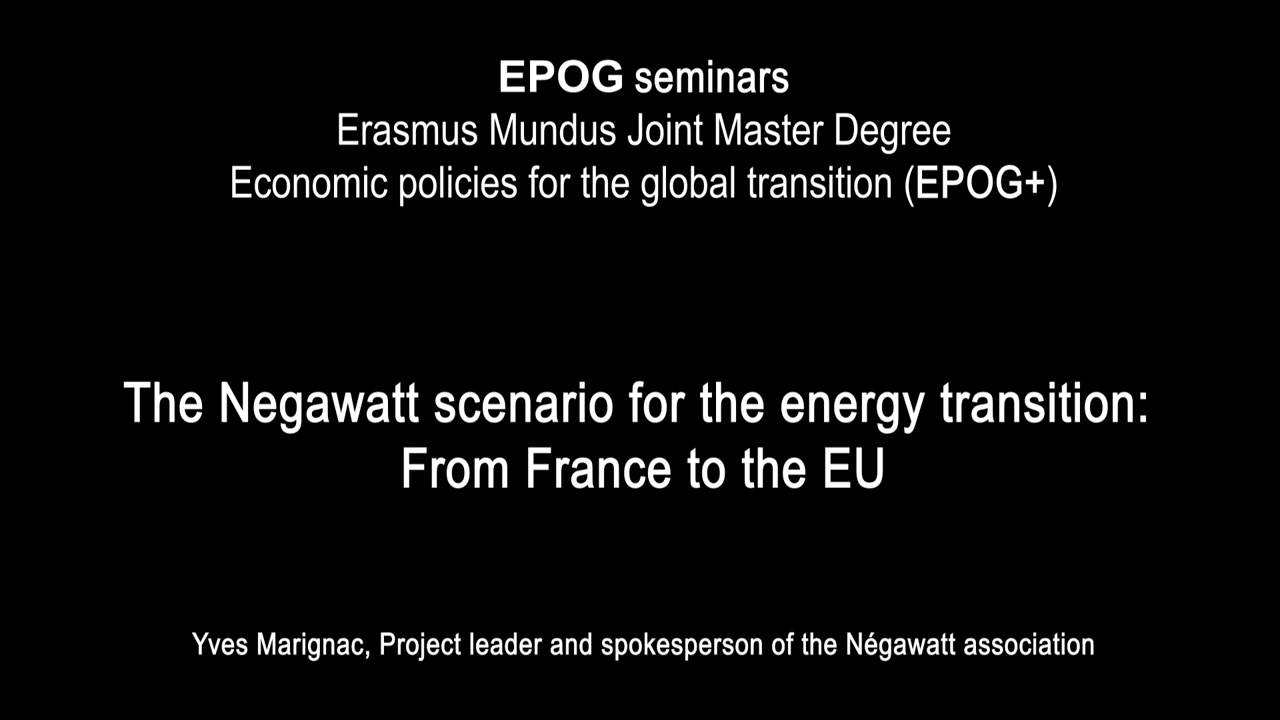 EPOG seminars
Erasmus Mundus Joint Master Degree
Economic policies for the global transition (EPOG+)
The Negawatt scenario for the energy transition:
From France to the EU
Yves Marignac, Project leader and spokesperson of the Négawatt association